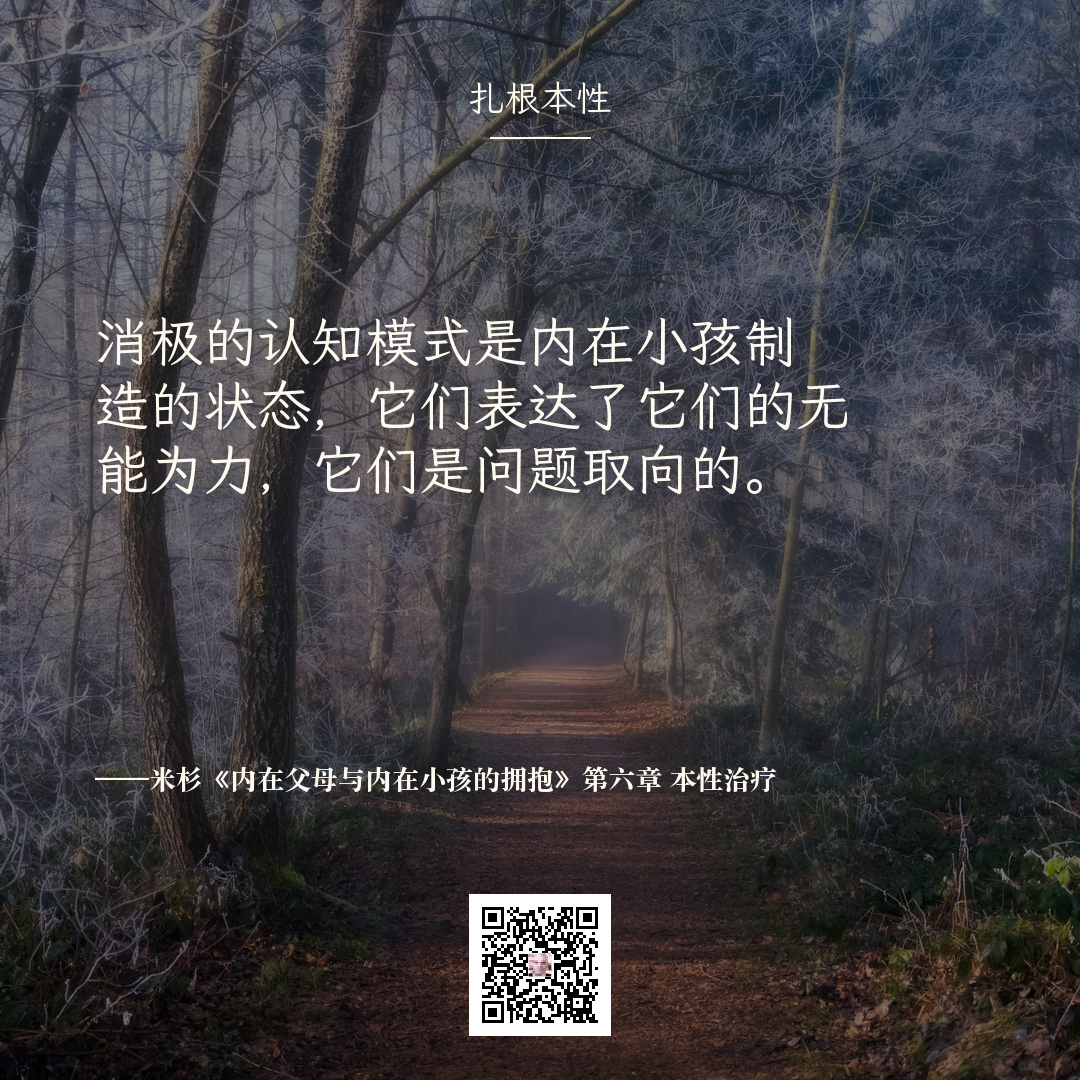 扎根本性
消极的认知模式是内在小孩制
造的状态，它们表达了它们的无
能为力，它们是问题取向的。
——米杉《内在父母与内在小孩的拥抱》第六章 本性治疗